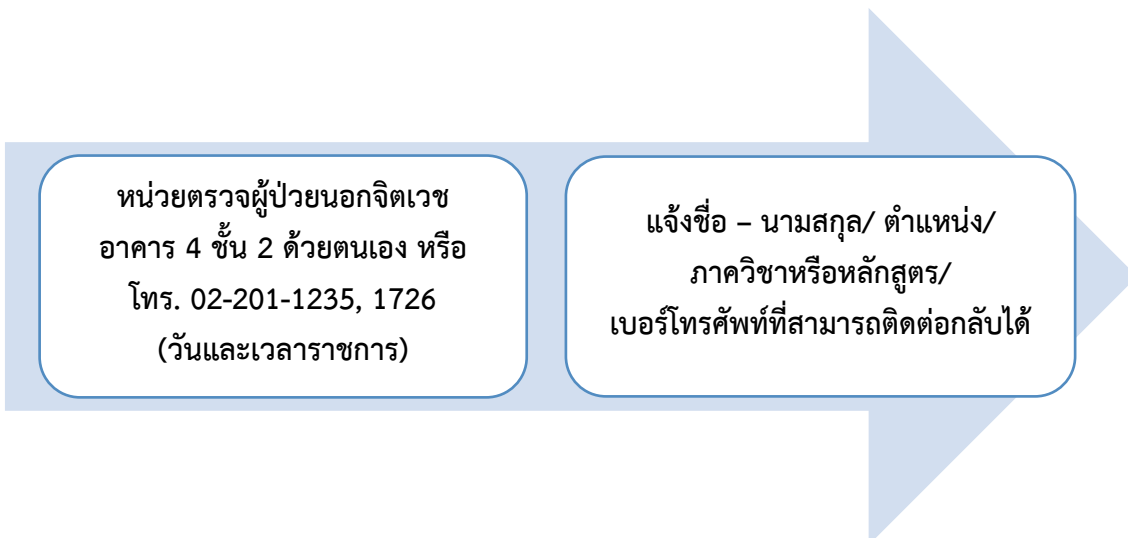 หน่วยตรวจผู้ป่วยนอกจิตเวช
อาคาร 4 ชั้น 2 ด้วยตนเอง หรือ
โทร. 02-201-1235, 1726
(วันและเวลาราชการ)
แจ้งชื่อ – นามสกุล/ ตำแหน่ง/
ภาควิชาหรือหลักสูตร/
เบอร์โทรศัพท์ที่สามารถติดต่อกลับได้